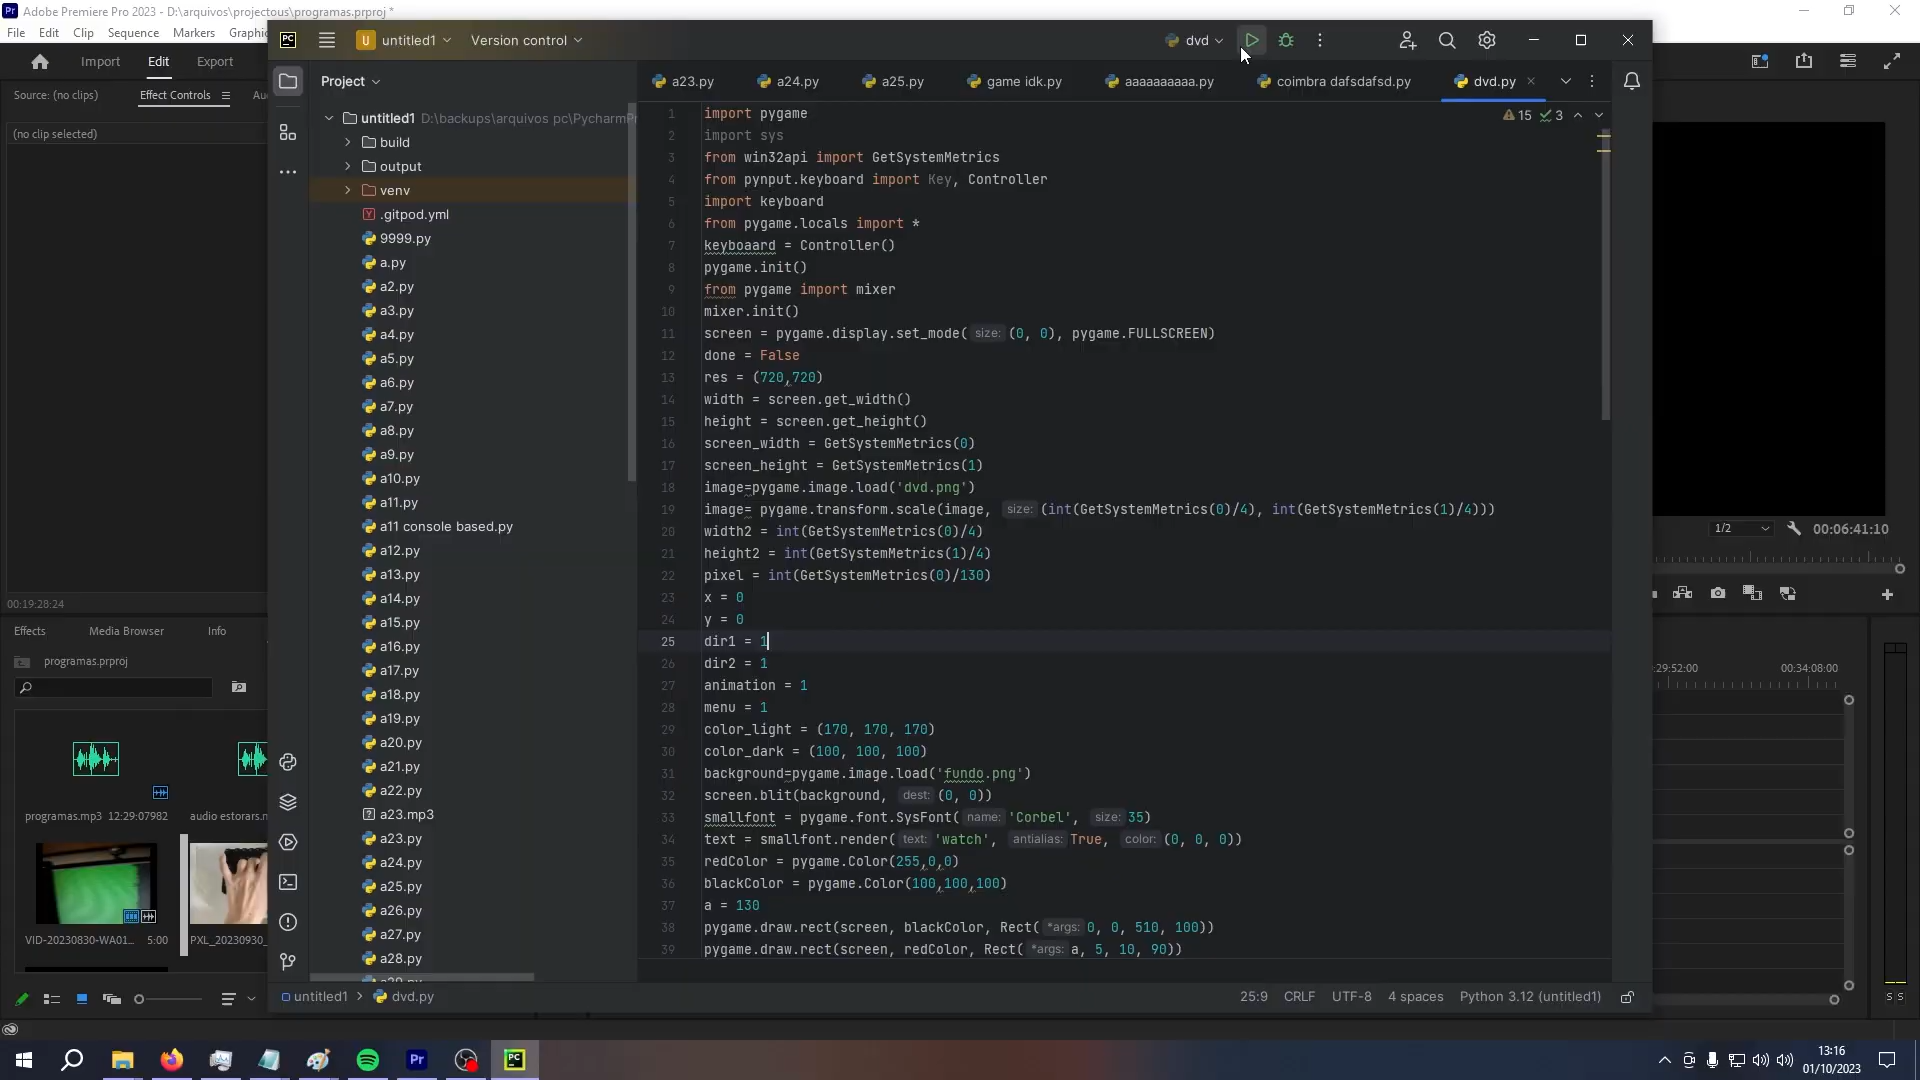 Adobe Premiere Pro 2023 - D:\arquivos\projectous\programas.prproj *
File Edit Clip Sequence Markers Graphic
Import Edit Export
Source: (no clip selected) Effect Controls Au
(no clip selected)
00:19:28:24
Effects Media Browser Info
programas.prproj
programas.mp3 12:29:07982 audio estorars.n
VID-20230830-WA01... 5:00 PXL_20230930_
untitled1 Version control dvd
Project
untitled1 D:\backups\arquivos pc\PycharmPr
build
output
venv
.gitpod.yml
9999.py
a.py
a2.py
a3.py
a4.py
a5.py
a6.py
a7.py
a8.py
a9.py
a10.py
a11.py
a11 console based.py
a12.py
a13.py
a14.py
a15.py
a16.py
a17.py
a18.py
a19.py
a20.py
a21.py
a22.py
a23.mp3
a23.py
a24.py
a25.py
a26.py
a27.py
a28.py
a23.py a24.py a25.py game idk.py aaaaaaaaaa.py coimbra dafsdafsd.py dvd.py
15 3
1 import pygame
2 import sys
3 from win32api import GetSystemMetrics
4 from pynput.keyboard import Key, Controller
5 import keyboard
6 from pygame.locals import *
7 keyboaard = Controller()
8 pygame.init()
9 from pygame import mixer
10 mixer.init()
11 screen = pygame.display.set_mode( size: (0, 0), pygame.FULLSCREEN)
12 done = False
13 res = (720,720)
14 width = screen.get_width()
15 height = screen.get_height()
16 screen_width = GetSystemMetrics(0)
17 screen_height = GetSystemMetrics(1)
18 image=pygame.image.load('dvd.png')
19 image= pygame.transform.scale(image, size: (int(GetSystemMetrics(0)/4), int(GetSystemMetrics(1)/4)))
20 width2 = int(GetSystemMetrics(0)/4)
21 height2 = int(GetSystemMetrics(1)/4)
22 pixel = int(GetSystemMetrics(0)/130)
23 x = 0
24 y = 0
25 dir1 = 1
26 dir2 = 1
27 animation = 1
28 menu = 1
29 color_light = (170, 170, 170)
30 color_dark = (100, 100, 100)
31 background=pygame.image.load('fundo.png')
32 screen.blit(background, dest: (0, 0))
33 smallfont = pygame.font.SysFont( name: 'Corbel', size: 35)
34 text = smallfont.render( text: 'watch', antialias: True, color: (0, 0, 0))
35 redColor = pygame.Color(255,0,0)
36 blackColor = pygame.Color(100,100,100)
37 a = 130
38 pygame.draw.rect(screen, blackColor, Rect( *args: 0, 0, 510, 100))
39 pygame.draw.rect(screen, redColor, Rect( *args: a, 5, 10, 90))
untitled1 > dvd.py 25:9 CRLF UTF-8 4 spaces Python 3.12 (untitled1)
1/2 00:06:41:10
:29:52:00 00:34:08:00
S S
13:16
01/10/2023